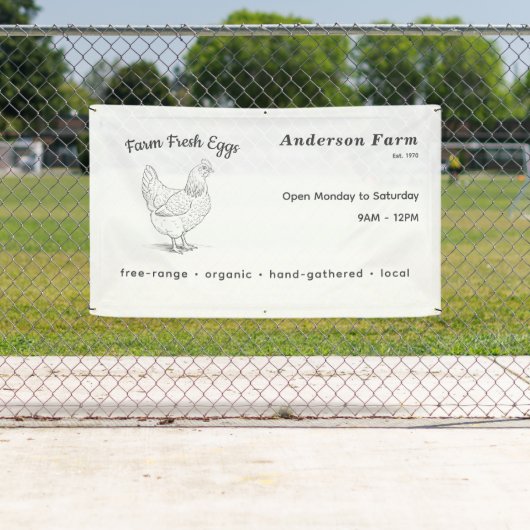 Farm Fresh Eggs
Anderson Farm
Est. 1970
Open Monday to Saturday
9AM - 12PM
free-range • organic • hand-gathered • local